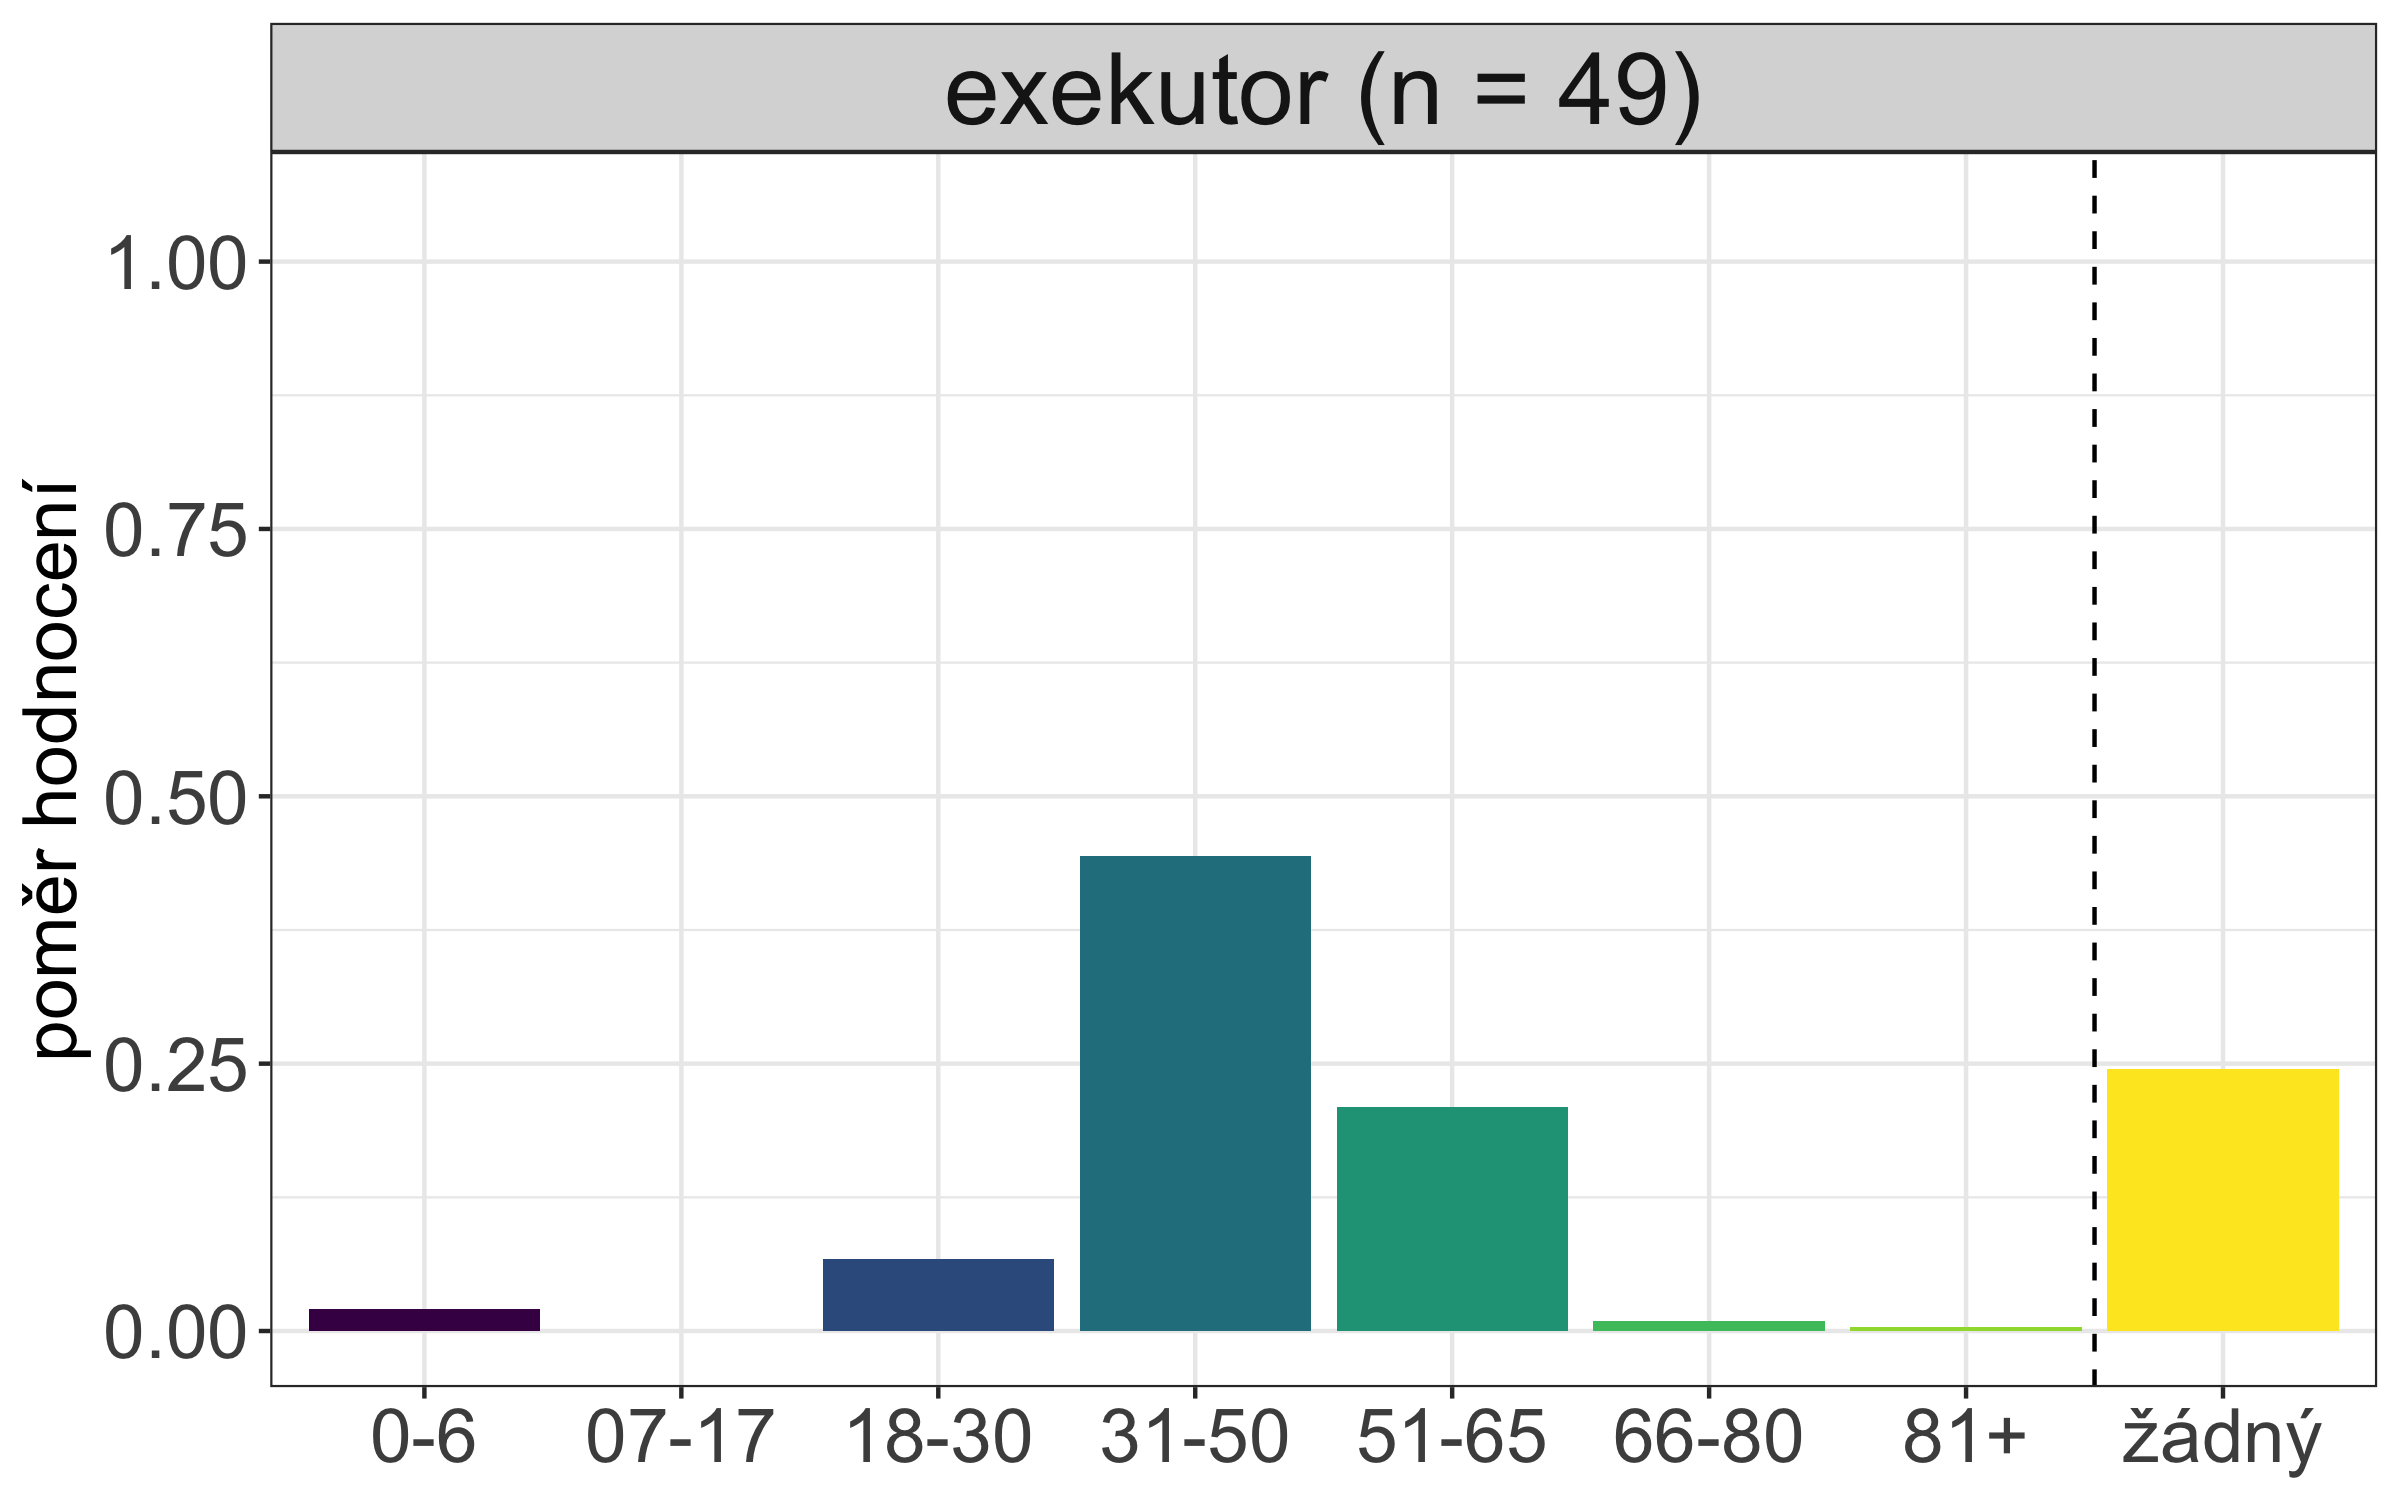 exekutor (n = 49)
poměr hodnocení
1.00
0.75
0.50
0.25
0.00
0-6 07-17 18-30 31-50 51-65 66-80 81+ žádný